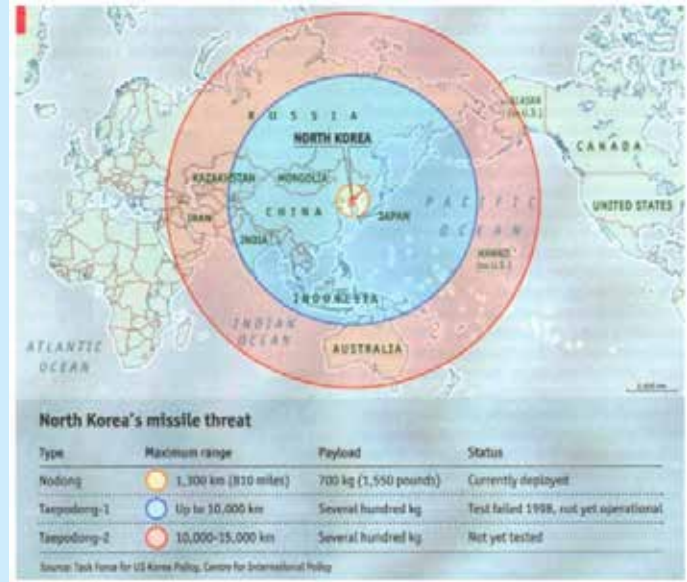 RUSSIA
NORTH KOREA
ALASKA
(to U.S.)
CANADA
KAZAKHSTAN
MONGOLIA
PACIFIC
OCEAN
UNITED STATES
IRAN
CHINA
JAPAN
INDIA
HAWAII
(to U.S.)
INDONESIA
INDIAN
OCEAN
ATLANTIC
OCEAN
AUSTRALIA
North Korea's missile threat
Type Maximum range Payload Status
Nodong 1,300 km (810 miles) 700 kg (1,550 pounds) Currently deployed
Taepodong-1 Up to 10,000 km Several hundred kg Test failed 1998, not yet operational
Taepodong-2 10,000-15,000 km Several hundred kg Not yet tested
Source: Task Force for US Korea Policy, Centre for International Policy